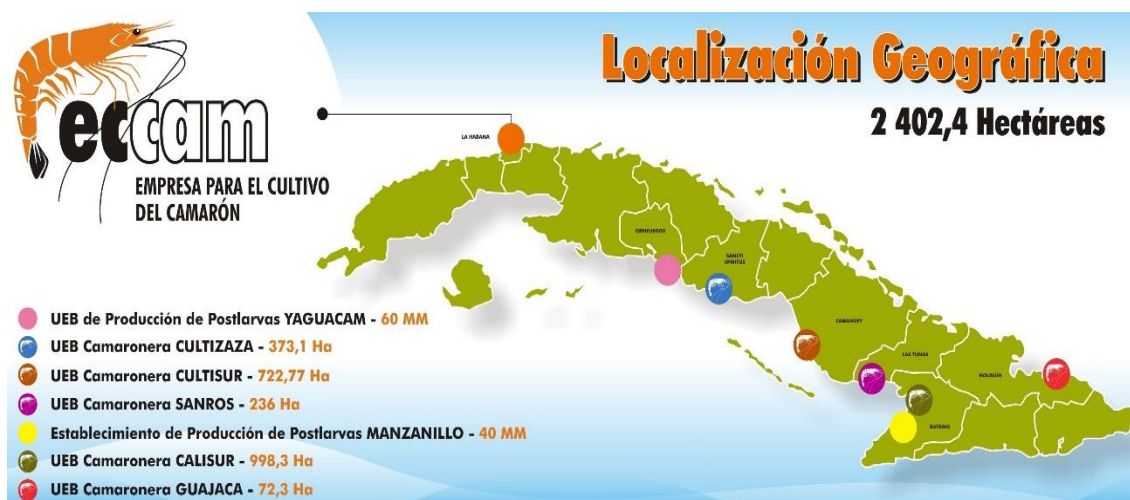 Localización Geográfica
2 402,4 Hectáreas
eccam
EMPRESA PARA EL CULTIVO
DEL CAMARÓN
LA HABANA
CIENFUEGOS
SANCTI
SPIRITUS
CAMAGUEY
LAS TUNAS
HOLGUÍN
GRANMA
UEB de Producción de Postlarvas YAGUACAM - 60 MM
UEB Camaronera CULTIZAZA - 373,1 Ha
UEB Camaronera CULTISUR - 722,77 Ha
UEB Camaronera SANROS - 236 Ha
Establecimiento de Producción de Postlarvas MANZANILLO - 40 MM
UEB Camaronera CALISUR - 998,3 Ha
UEB Camaronera GUAJACA - 72,3 Ha